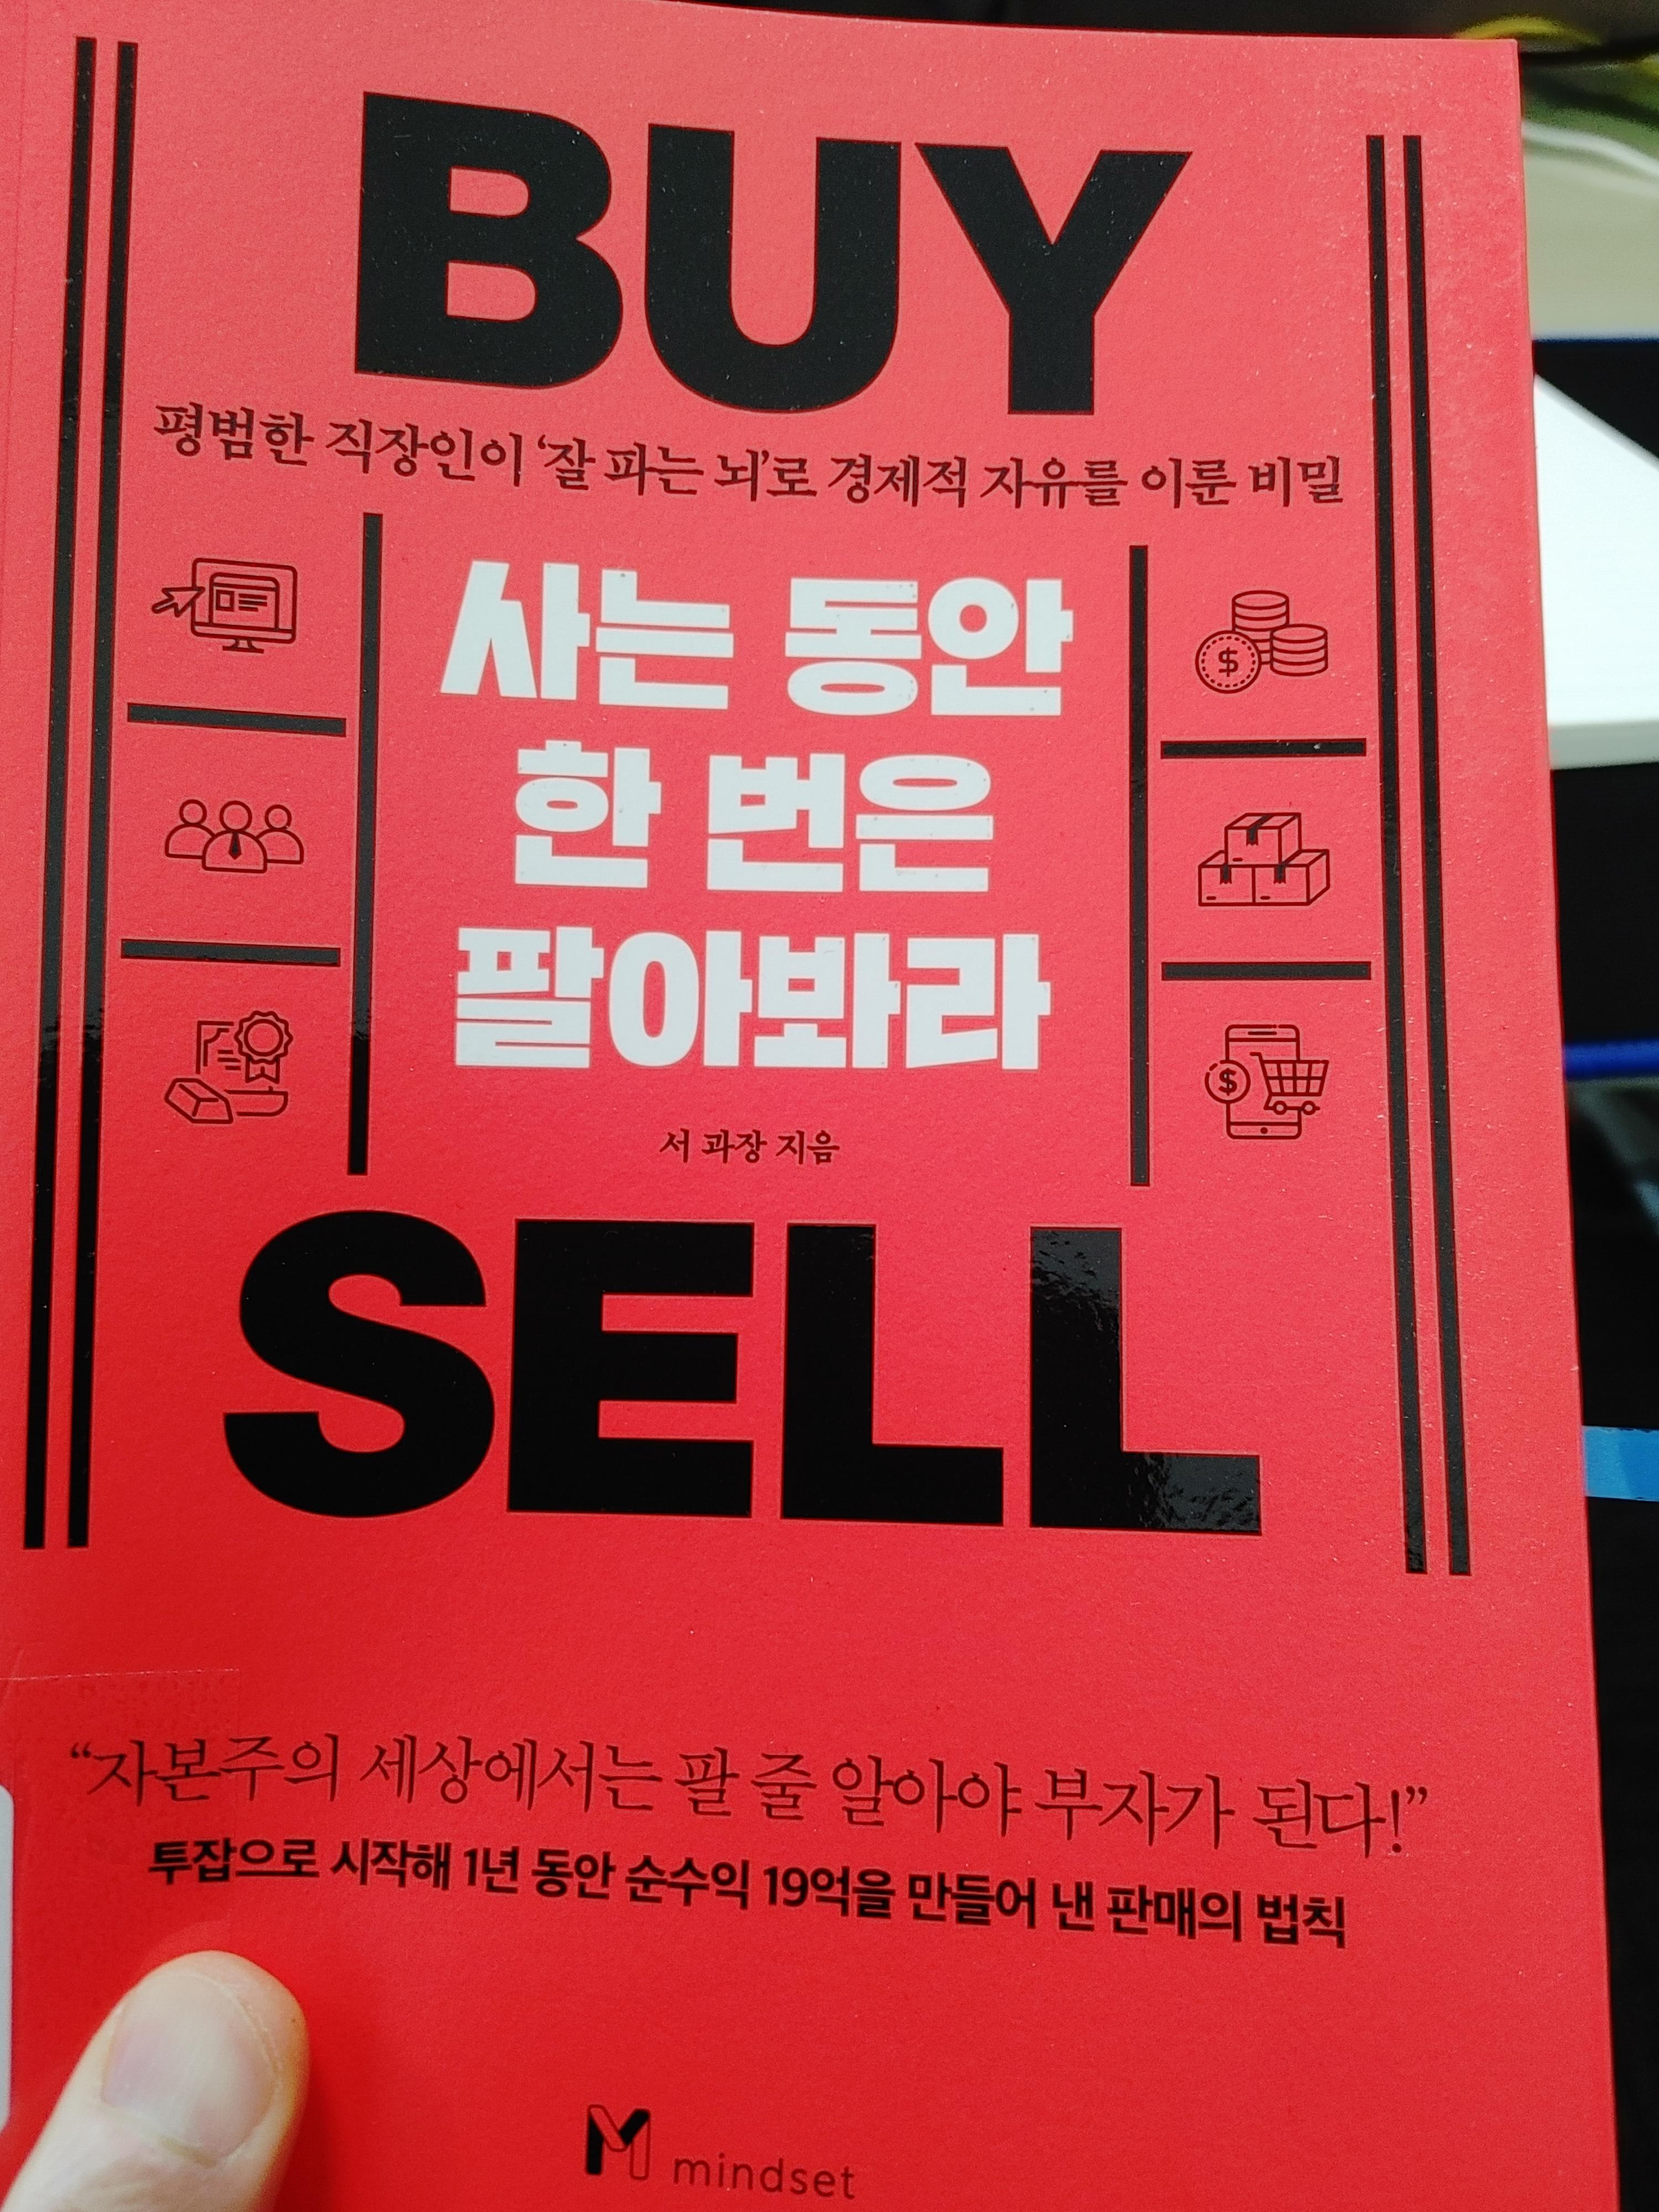 BUY
평범한 직장인이 ‘잘 파는 뇌’로 경제적 자유를 이룬 비밀
사는 동안
한 번은
팔아봐라
$
$
서 과장 지음
SELL
“자본주의 세상에서는 팔 줄 알아야 부자가 된다!”
투잡으로 시작해 1년 동안 순수익 19억을 만들어 낸 판매의 법칙
M mindset